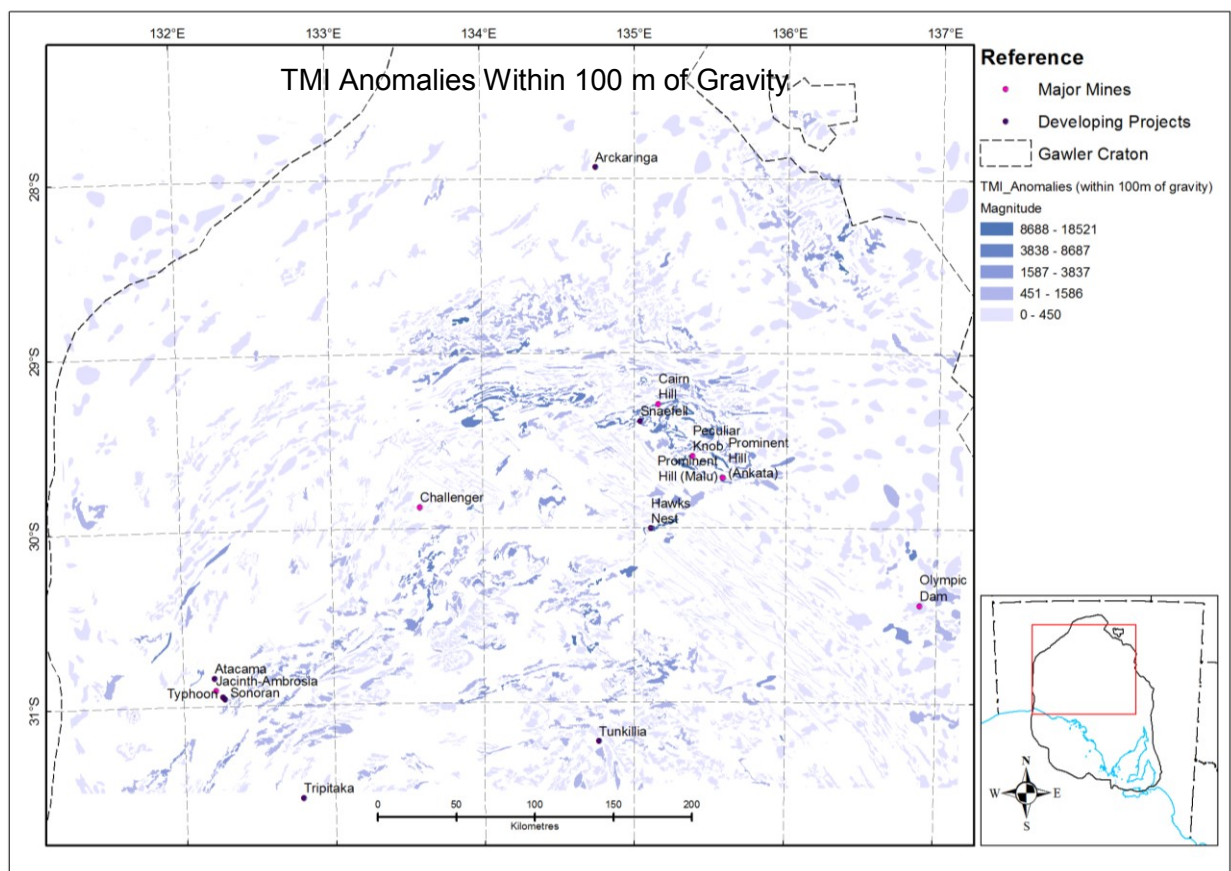 132°E 133°E 134°E 135°E 136°E 137°E
TMI Anomalies Within 100 m of Gravity
28°S
29°S
30°S
31°S
Arckaringa
Cairn
Hill
Snaefell
Peculiar
Knob
Prominent
Hill
(Ankata)
Prominent
Hill (Malu)
Challenger
Hawks
Nest
Olympic
Dam
Atacama
Jacinth-Ambrosia
Typhoon
Sonoran
Tunkillia
Tripitaka
0 50 100 150 200
Kilometres
Reference
Major Mines
Developing Projects
Gawler Craton
TMI_Anomalies (within 100m of gravity)
Magnitude
8688 - 18521
3838 - 8687
1587 - 3837
451 - 1586
0 - 450
N
W E
S